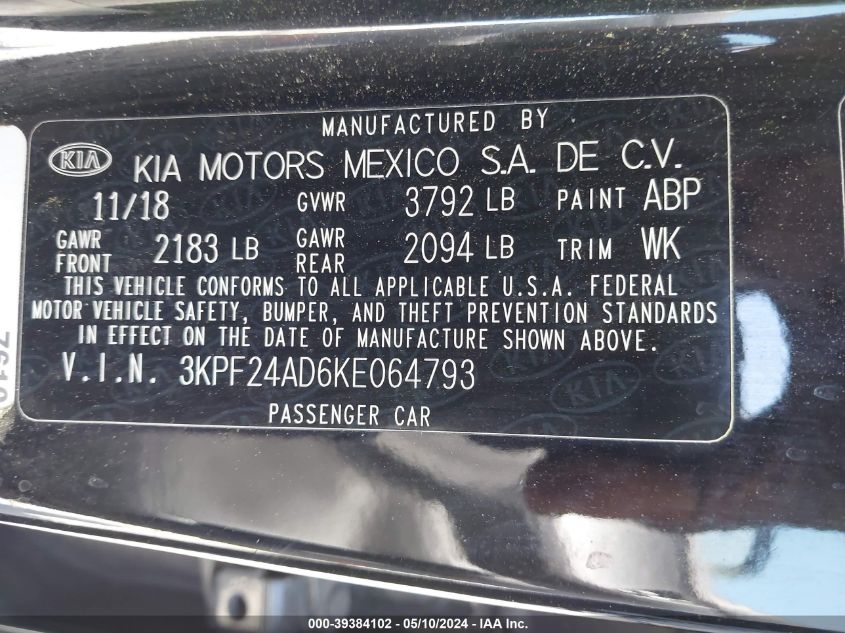 MANUFACTURED BY
KIA KIA MOTORS MEXICO S.A. DE C.V.
11/18 GVWR 3792 LB PAINT ABP
GAWR FRONT 2183 LB GAWR REAR 2094 LB TRIM WK
THIS VEHICLE CONFORMS TO ALL APPLICABLE U.S.A. FEDERAL
MOTOR VEHICLE SAFETY, BUMPER, AND THEFT PREVENTION STANDARDS
IN EFFECT ON THE DATE OF MANUFACTURE SHOWN ABOVE.
V.I.N. 3KPF24AD6KE064793
PASSENGER CAR
000-39384102 / 05/10/2024 - IAA Inc.